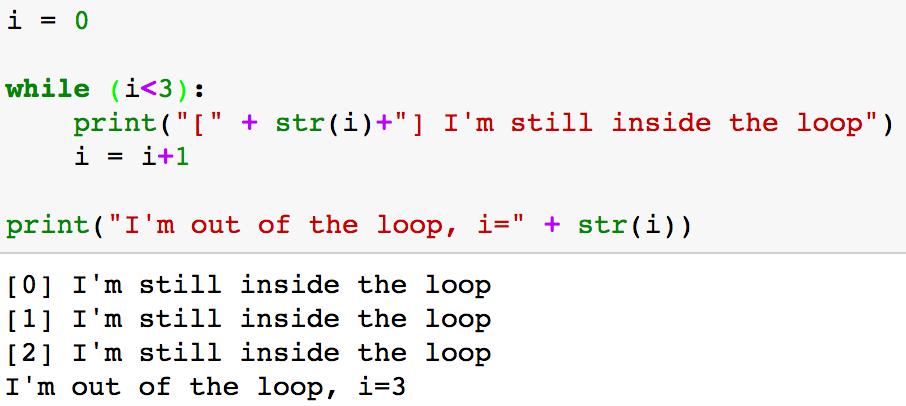 i = 0
while (i<3):
    print("[" + str(i)+"] I'm still inside the loop")
    i = i+1
print("I'm out of the loop, i=" + str(i))
[0] I'm still inside the loop
[1] I'm still inside the loop
[2] I'm still inside the loop
I'm out of the loop, i=3